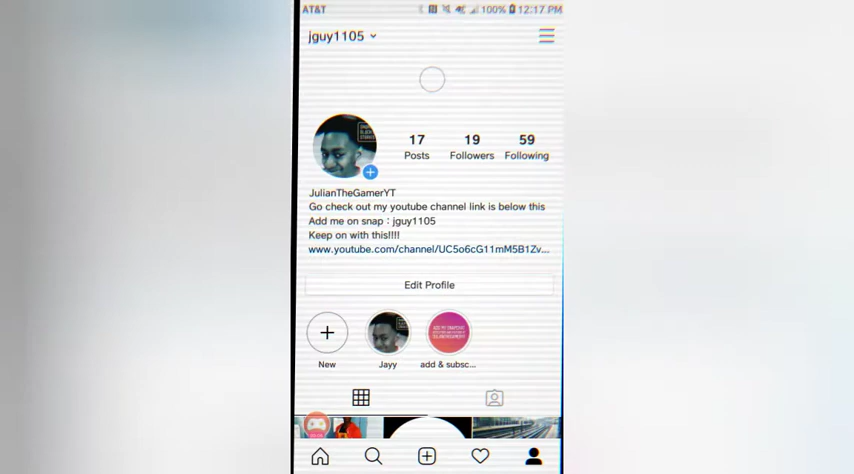 AT&T 100% 12:17 PM
jguy1105
17 19 59
Posts Followers Following
JulianTheGamerYT
Go check out my youtube channel link is below this
Add me on snap : jguy1105
Keep on with this!!!!
www.youtube.com/channel/UC5o6cG11mM5B1Zv...
Edit Profile
New Jayy add & subsc...